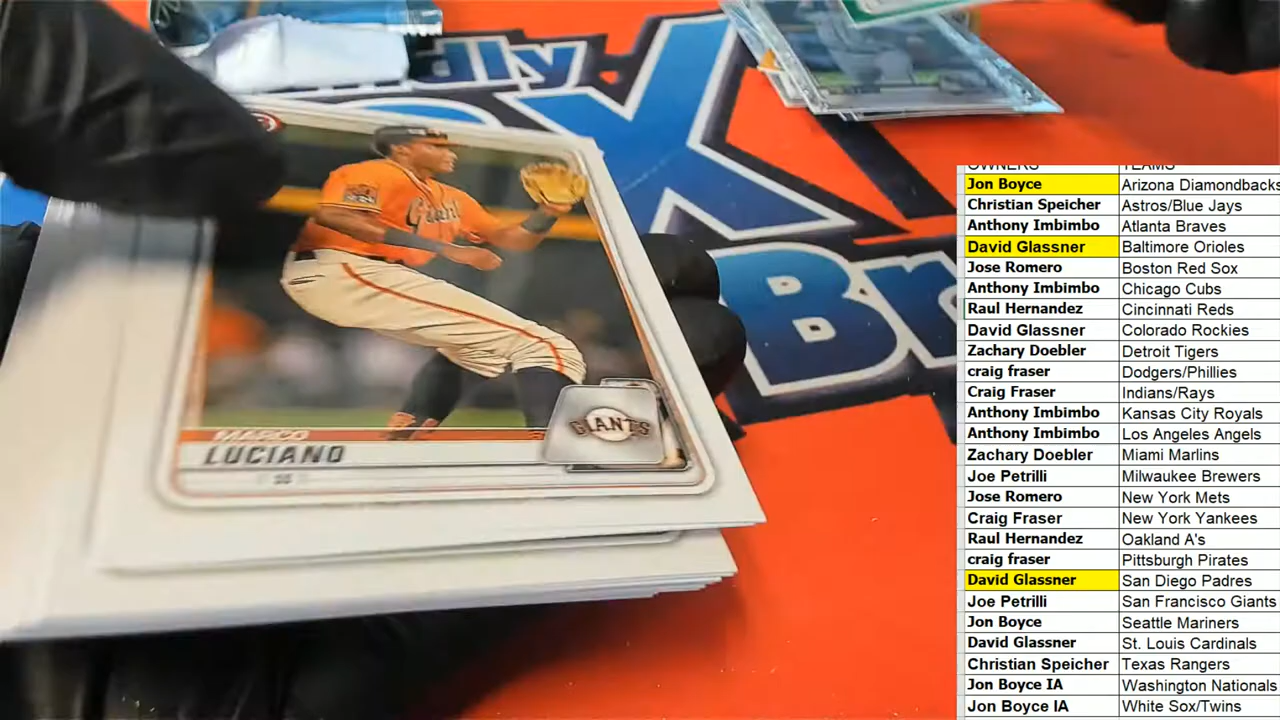 dly
OX
Br
Giants
MARCO
LUCIANO
SS
GIANTS
OWNERS TEAMS
Jon Boyce Arizona Diamondbacks
Christian Speicher Astros/Blue Jays
Anthony Imbimbo Atlanta Braves
David Glassner Baltimore Orioles
Jose Romero Boston Red Sox
Anthony Imbimbo Chicago Cubs
Raul Hernandez Cincinnati Reds
David Glassner Colorado Rockies
Zachary Doebler Detroit Tigers
craig fraser Dodgers/Phillies
Craig Fraser Indians/Rays
Anthony Imbimbo Kansas City Royals
Anthony Imbimbo Los Angeles Angels
Zachary Doebler Miami Marlins
Joe Petrilli Milwaukee Brewers
Jose Romero New York Mets
Craig Fraser New York Yankees
Raul Hernandez Oakland A's
craig fraser Pittsburgh Pirates
David Glassner San Diego Padres
Joe Petrilli San Francisco Giants
Jon Boyce Seattle Mariners
David Glassner St. Louis Cardinals
Christian Speicher Texas Rangers
Jon Boyce IA Washington Nationals
Jon Boyce IA White Sox/Twins